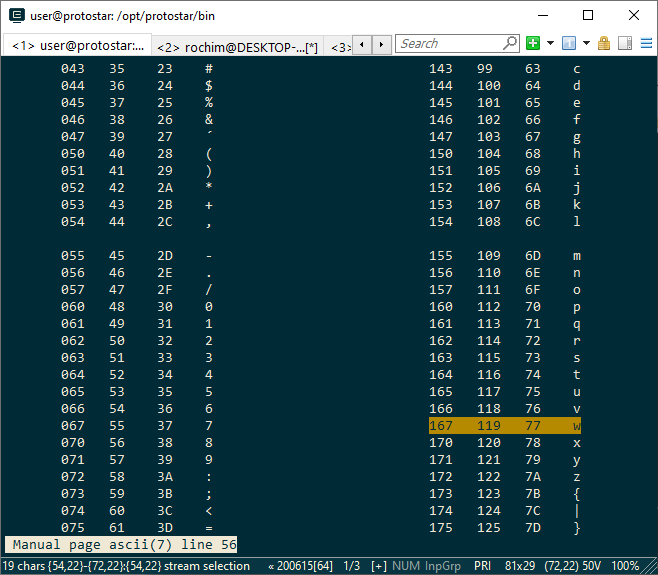 user@protostar: /opt/protostar/bin
<1> user@protostar:... <2> rochim@DESKTOP-...[*] <3> Search
043 35 23 # 143 99 63 c
044 36 24 $ 144 100 64 d
045 37 25 % 145 101 65 e
046 38 26 & 146 102 66 f
047 39 27 ´ 147 103 67 g
050 40 28 ( 150 104 68 h
051 41 29 ) 151 105 69 i
052 42 2A * 152 106 6A j
053 43 2B + 153 107 6B k
054 44 2C , 154 108 6C l
055 45 2D - 155 109 6D m
056 46 2E . 156 110 6E n
057 47 2F / 157 111 6F o
060 48 30 0 160 112 70 p
061 49 31 1 161 113 71 q
062 50 32 2 162 114 72 r
063 51 33 3 163 115 73 s
064 52 34 4 164 116 74 t
065 53 35 5 165 117 75 u
066 54 36 6 166 118 76 v
067 55 37 7 167 119 77 w
070 56 38 8 170 120 78 x
071 57 39 9 171 121 79 y
072 58 3A : 172 122 7A z
073 59 3B ; 173 123 7B {
074 60 3C < 174 124 7C |
075 61 3D = 175 125 7D }
Manual page ascii(7) line 56
19 chars {54,22}-{72,22}:{54,22} stream selection « 200615[64] 1/3 [+] NUM InpGrp PRI 81x29 (72,22) 50V 100%